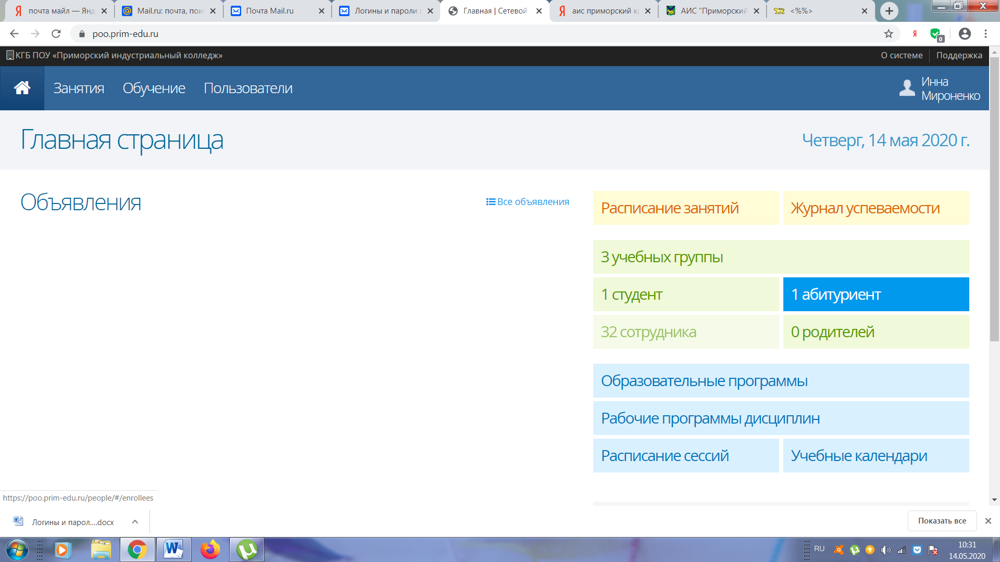 почта майл — Янд
Mail.ru: почта, пои
Почта Mail.ru
Логины и пароли п
Главная | Сетевой
аис приморский к
АИС "Приморский
<%%>
poo.prim-edu.ru
0
КГБ ПОУ «Приморский индустриальный колледж»
О системе
Поддержка
Занятия
Обучение
Пользователи
Инна
Мироненко
Главная страница
Четверг, 14 мая 2020 г.
Объявления
Все объявления
Расписание занятий
Журнал успеваемости
3 учебных группы
1 студент
1 абитуриент
32 сотрудника
0 родителей
Образовательные программы
Рабочие программы дисциплин
Расписание сессий
Учебные календари
https://poo.prim-edu.ru/people/#/enrollees
Логины и парол....docx
Показать все
RU
10:31
14.05.2020